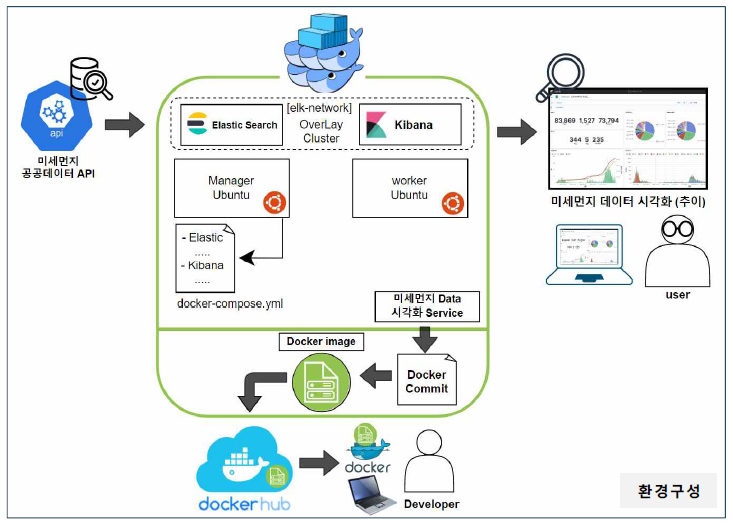 api
미세먼지
공공데이터 API
Elastic Search
[elk-network]
OverLay
Cluster
Kibana
Manager
Ubuntu
worker
Ubuntu
- Elastic
.....
- Kibana
.....
docker-compose.yml
미세먼지 Data
시각화 Service
Docker image
Docker
Commit
83,869 1,527 73,794
344 5 235
미세먼지 데이터 시각화 (추이)
user
dockerhub
docker
Developer
환경구성